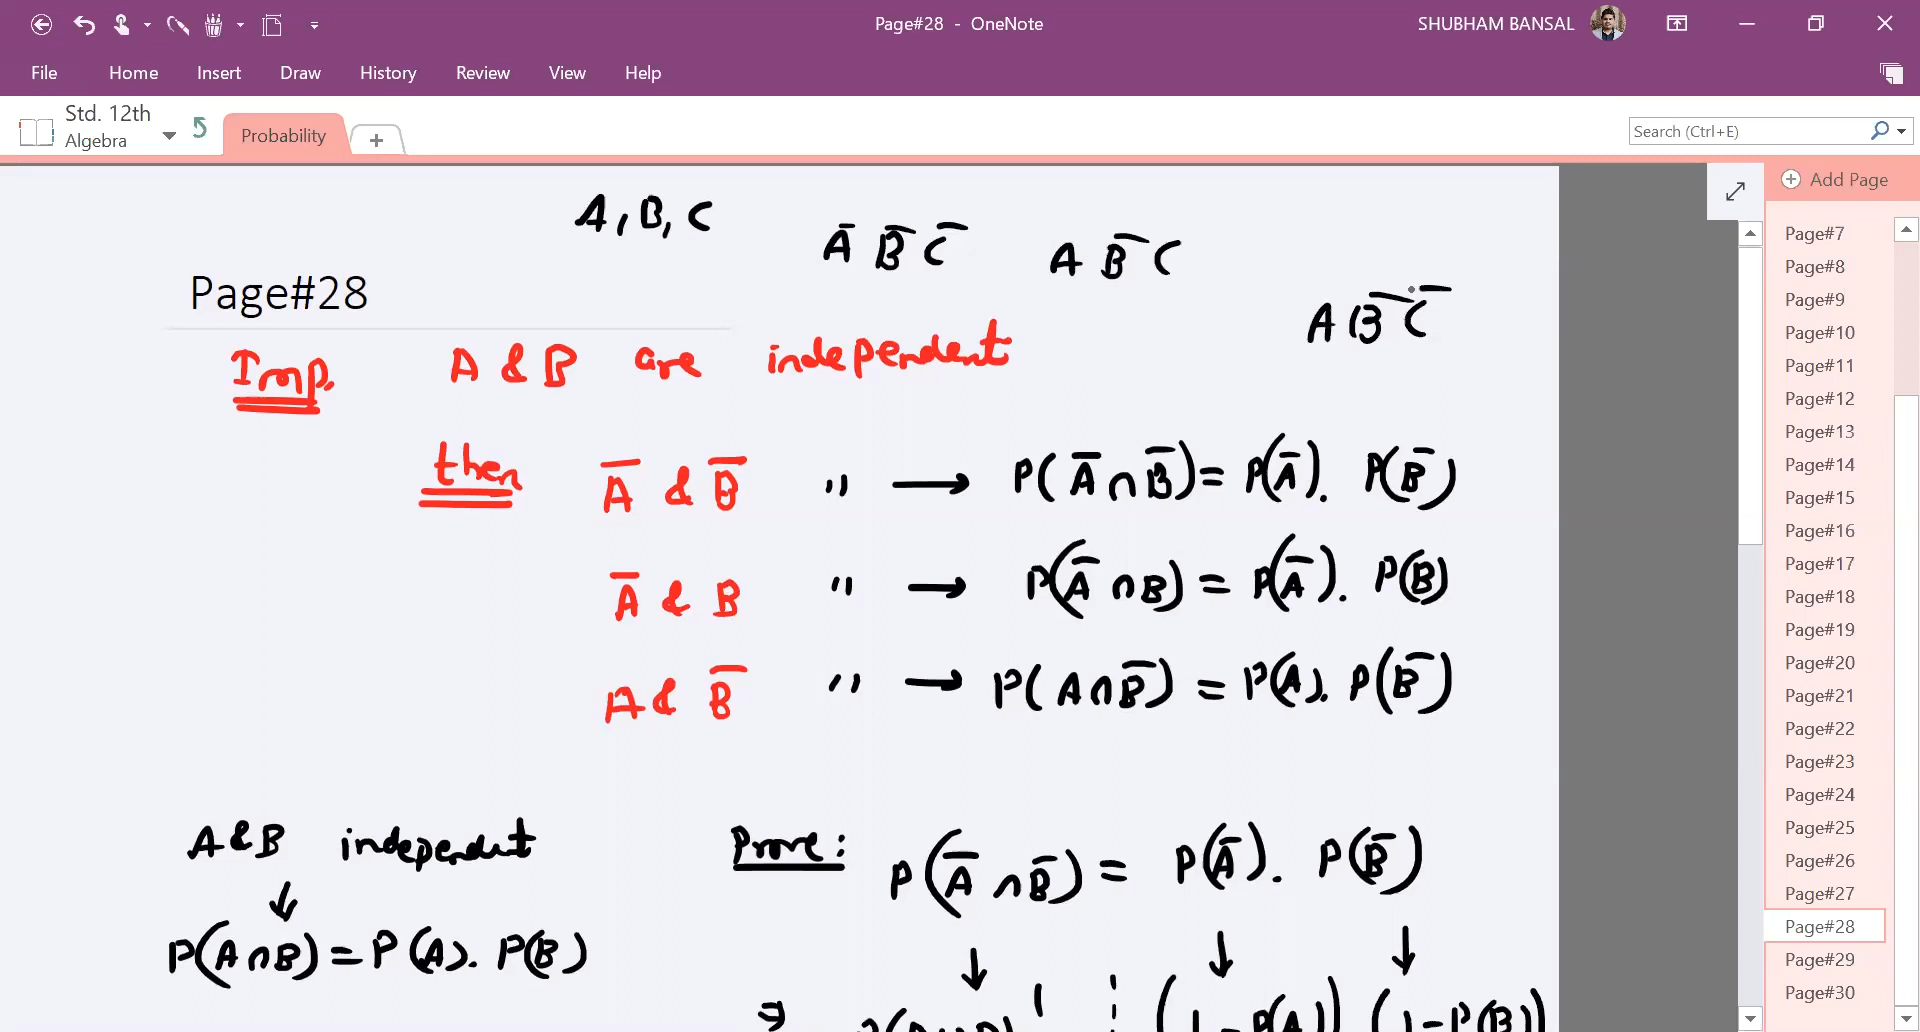 Page#28 - OneNote
SHUBHAM BANSAL
File Home Insert Draw History Review View Help
Std. 12th
Algebra
Probability
+
Search (Ctrl+E)
Add Page
A, B, C
A̅ B̅ C̅
A B̅ C
A B̅ C̅
Page#28
Imp. A & B are independent
then A̅ & B̅ " → P(A̅ ∩ B̅) = P(A̅). P(B̅)
A̅ & B " → P(A̅ ∩ B) = P(A̅). P(B)
A & B̅ " → P(A ∩ B̅) = P(A). P(B̅)
A & B independent
↓
P(A ∩ B) = P(A). P(B)
Prove: P(A̅ ∩ B̅) = P(A̅). P(B̅)
↓ ↓ ↓
(1 - P(A)) (1 - P(B))
Page#7
Page#8
Page#9
Page#10
Page#11
Page#12
Page#13
Page#14
Page#15
Page#16
Page#17
Page#18
Page#19
Page#20
Page#21
Page#22
Page#23
Page#24
Page#25
Page#26
Page#27
Page#28
Page#29
Page#30